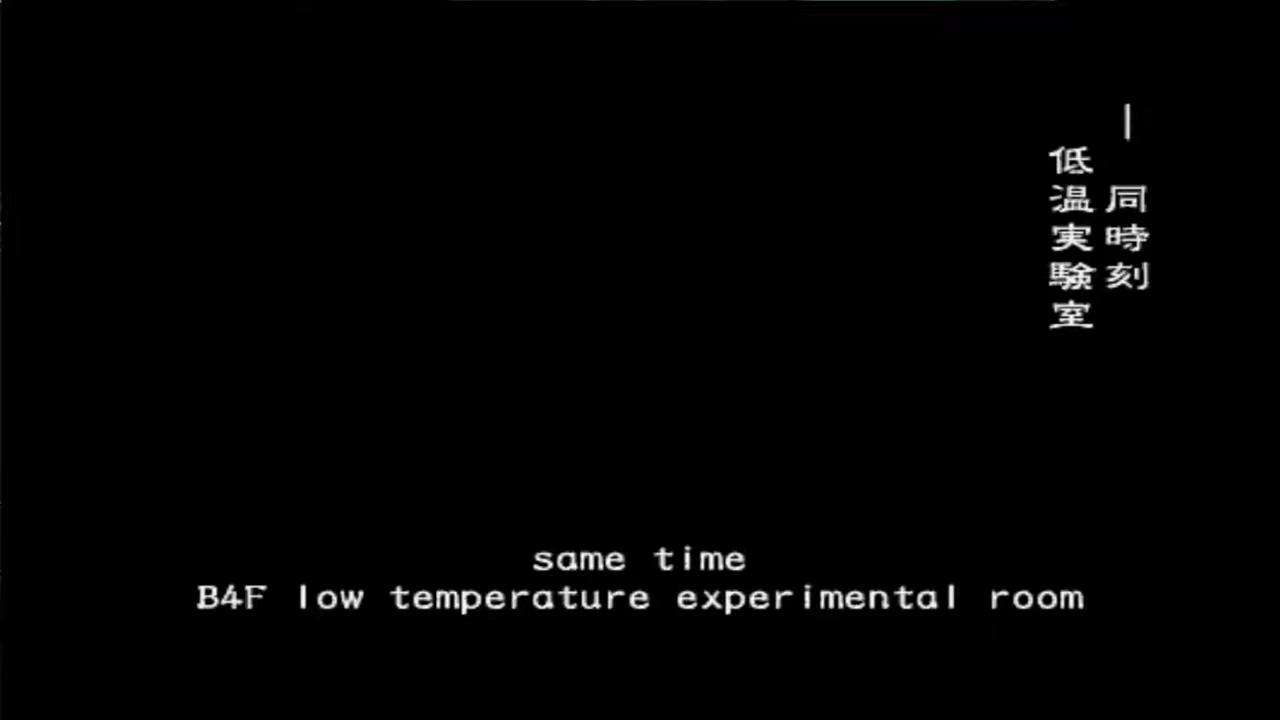 ―同時刻
低温実験室
same time
B4F low temperature experimental room